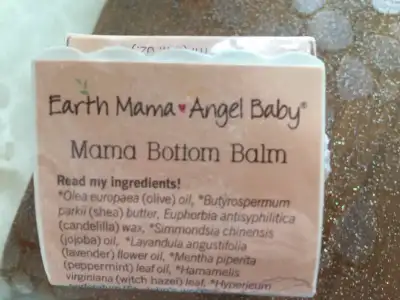 Earth Mama Angel Baby®
Mama Bottom Balm
Read my ingredients!
*Olea europaea (olive) oil, *Butyrospermum
parkii (shea) butter, Euphorbia antisyphilitica
(candelilla) wax, *Simmondsia chinensis
(jojoba) oil, *Lavandula angustifolia
(lavender) flower oil, *Mentha piperita
(peppermint) leaf oil, *Hamamelis
virginiana (witch hazel) leaf, *Hypericum